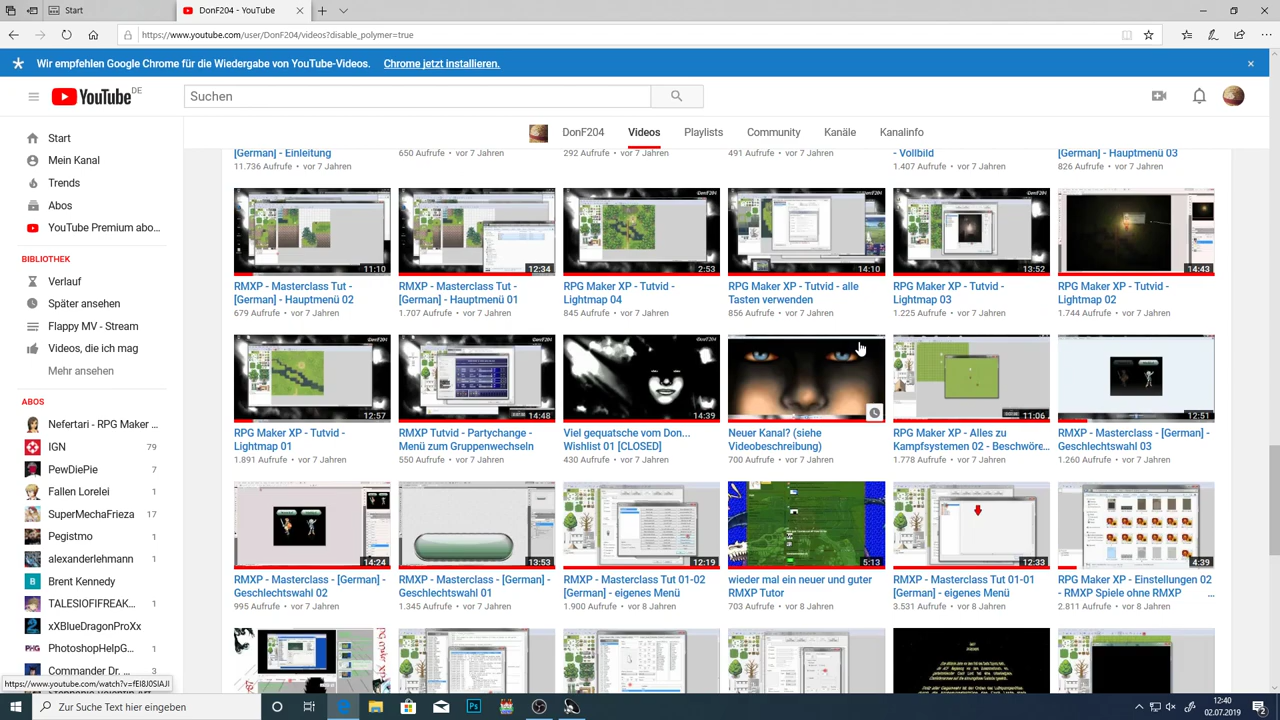 Start
DonF204 - YouTube
https://www.youtube.com/user/DonF204/videos?disable_polymer=true
Wir empfehlen Google Chrome für die Wiedergabe von YouTube-Videos. Chrome jetzt installieren.
YouTube DE
Suchen
DonF204 Videos Playlists Community Kanäle Kanalinfo
Start
Mein Kanal
Trends
Abos
YouTube Premium abo...
BIBLIOTHEK
Verlauf
Später ansehen
Flappy MV - Stream
Videos, die ich mag
Mehr ansehen
ABOS
Kefertan - RPG Maker ...
LK Nara 79
PewDiePie 7
Fallen Lorelei 1
SuperMechaFrieza 17
Pegistmo 1
alexanderlehmann 1
Brent Kennedy
TALESIOFIFREAK... 1
xXBlueDragonProXx
PhotoshopHelpG... 1
[German] - Einleitung
11.736 Aufrufe • vor 7 Jahren
650 Aufrufe • vor 7 Jahren
292 Aufrufe • vor 7 Jahren
491 Aufrufe • vor 7 Jahren
- Vollbild
1.407 Aufrufe • vor 7 Jahren
[German] - Hauptmenü 03
826 Aufrufe • vor 7 Jahren
11:10
RMXP - Masterclass Tut -
[German] - Hauptmenü 02
679 Aufrufe • vor 7 Jahren
12:34
RMXP - Masterclass Tut -
[German] - Hauptmenü 01
1.707 Aufrufe • vor 7 Jahren
DonF204
2:53
RPG Maker XP - Tutvid -
Lightmap 04
845 Aufrufe • vor 7 Jahren
14:10
RPG Maker XP - Tutvid - alle
Tasten verwenden
856 Aufrufe • vor 7 Jahren
DonF204
13:52
RPG Maker XP - Tutvid -
Lightmap 03
1.225 Aufrufe • vor 7 Jahren
14:43
RPG Maker XP - Tutvid -
Lightmap 02
1.744 Aufrufe • vor 7 Jahren
DonF204
12:57
RPG Maker XP - Tutvid -
Lightmap 01
1.891 Aufrufe • vor 7 Jahren
DonF204
14:48
RMXP Tutvid - Partychange -
Menü zum Gruppenwechseln
550 Aufrufe • vor 7 Jahren
DonF204
14:39
Viel gequatsche vom Don...
Wishlist 01 [CLOSED]
430 Aufrufe • vor 7 Jahren
Neuer Kanal? (siehe
Videobeschreibung)
700 Aufrufe • vor 7 Jahren
11:06
RPG Maker XP - Alles zu
Kampfsystemen 02 - Beschwöre...
1.778 Aufrufe • vor 7 Jahren
12:51
RMXP - Masterclass - [German] -
Geschlechtswahl 03
1.260 Aufrufe • vor 7 Jahren
14:24
RMXP - Masterclass - [German] -
Geschlechtswahl 02
995 Aufrufe • vor 7 Jahren
13:53
RMXP - Masterclass - [German] -
Geschlechtswahl 01
1.345 Aufrufe • vor 7 Jahren
12:19
RMXP - Masterclass Tut 01-02
[German] - eigenes Menü
1.900 Aufrufe • vor 8 Jahren
5:13
wieder mal ein neuer und guter
RMXP Tutor
703 Aufrufe • vor 8 Jahren
12:33
RMXP - Masterclass Tut 01-01
[German] - eigenes Menü
3.531 Aufrufe • vor 8 Jahren
4:39
RPG Maker XP - Einstellungen 02
- RMXP Spiele ohne RMXP ...
2.811 Aufrufe • vor 8 Jahren
Zur Suche Text hier eingeben
12:40
02.07.2019
2